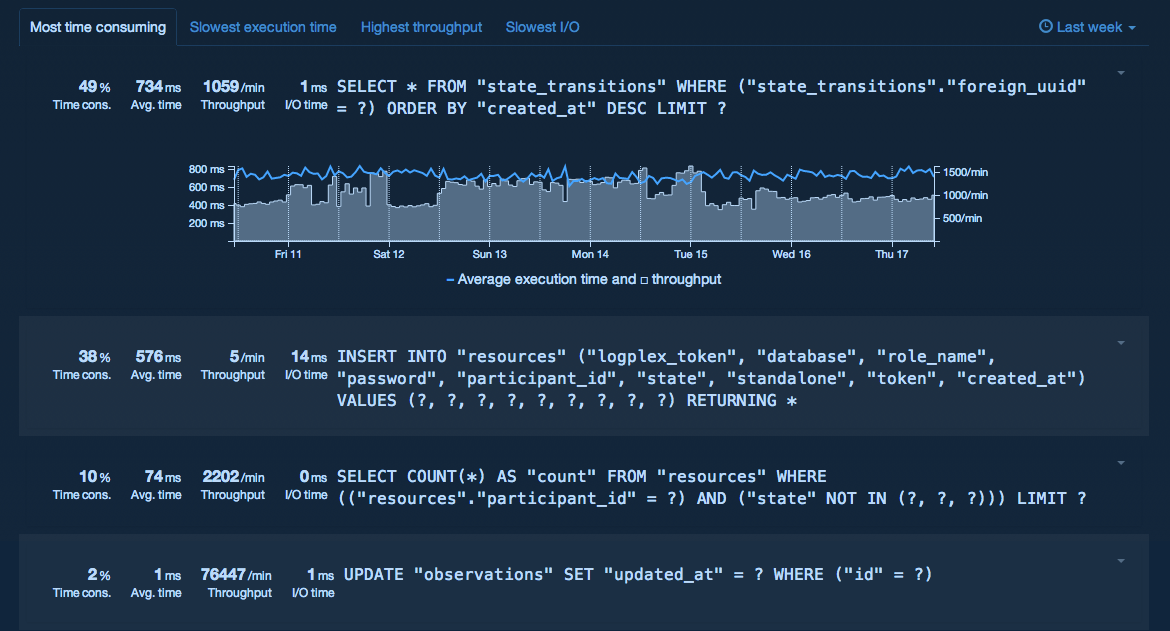 Most time consuming Slowest execution time Highest throughput Slowest I/O Last week
49 % 734 ms 1059 /min 1 ms SELECT * FROM "state_transitions" WHERE ("state_transitions"."foreign_uuid"
Time cons. Avg. time Throughput I/O time = ?) ORDER BY "created_at" DESC LIMIT ?
800 ms 1500/min
600 ms 1000/min
400 ms 500/min
200 ms
Fri 11 Sat 12 Sun 13 Mon 14 Tue 15 Wed 16 Thu 17
Average execution time and throughput
38 % 576 ms 5 /min 14 ms INSERT INTO "resources" ("logplex_token", "database", "role_name",
Time cons. Avg. time Throughput I/O time "password", "participant_id", "state", "standalone", "token", "created_at")
VALUES (?, ?, ?, ?, ?, ?, ?, ?, ?) RETURNING *
10 % 74 ms 2202 /min 0 ms SELECT COUNT(*) AS "count" FROM "resources" WHERE
Time cons. Avg. time Throughput I/O time (("resources"."participant_id" = ?) AND ("state" NOT IN (?, ?, ?))) LIMIT ?
2 % 1 ms 76447 /min 1 ms UPDATE "observations" SET "updated_at" = ? WHERE ("id" = ?)
Time cons. Avg. time Throughput I/O time